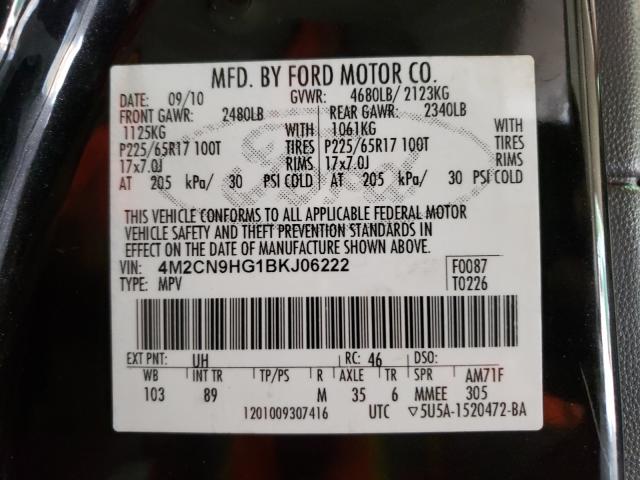 MFD. BY FORD MOTOR CO.
DATE: 09/10 GVWR: 4680LB/ 2123KG
FRONT GAWR: 2480LB REAR GAWR: 2340LB
1125KG WITH 1061KG WITH
P225/65R17 100T TIRES P225/65R17 100T TIRES
17x7.0J RIMS 17x7.0J RIMS
AT 205 kPa/ 30 PSI COLD AT 205 kPa/ 30 PSI COLD
THIS VEHICLE CONFORMS TO ALL APPLICABLE FEDERAL MOTOR
VEHICLE SAFETY AND THEFT PREVENTION STANDARDS IN
EFFECT ON THE DATE OF MANUFACTURE SHOWN ABOVE.
VIN: 4M2CN9HG1BKJ06222 F0087
TYPE: MPV T0226
EXT PNT: UH RC: 46 DSO:
WB INT TR TP/PS R AXLE TR SPR AM71F
103 89 M 35 6 MMEE 305
1201009307416 UTC ▽5U5A-1520472-BA
Ford